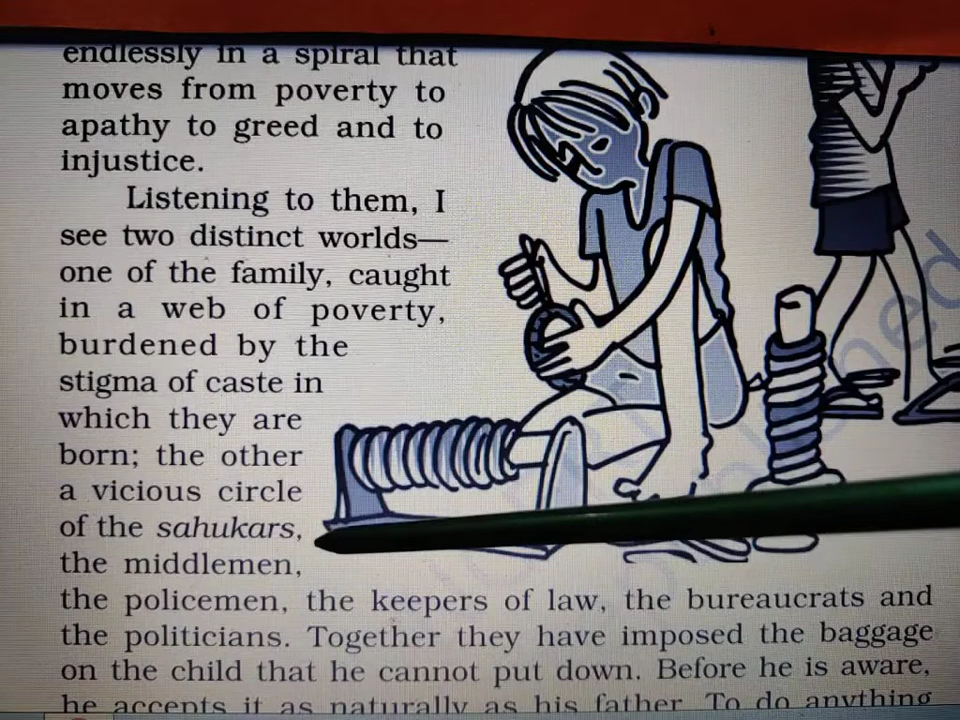 endlessly in a spiral that
moves from poverty to
apathy to greed and to
injustice.
Listening to them, I
see two distinct worlds—
one of the family, caught
in a web of poverty,
burdened by the
stigma of caste in
which they are
born; the other
a vicious circle
of the sahukars,
the middlemen,
the policemen, the keepers of law, the bureaucrats and
the politicians. Together they have imposed the baggage
on the child that he cannot put down. Before he is aware,
he accepts it as naturally as his father. To do anything